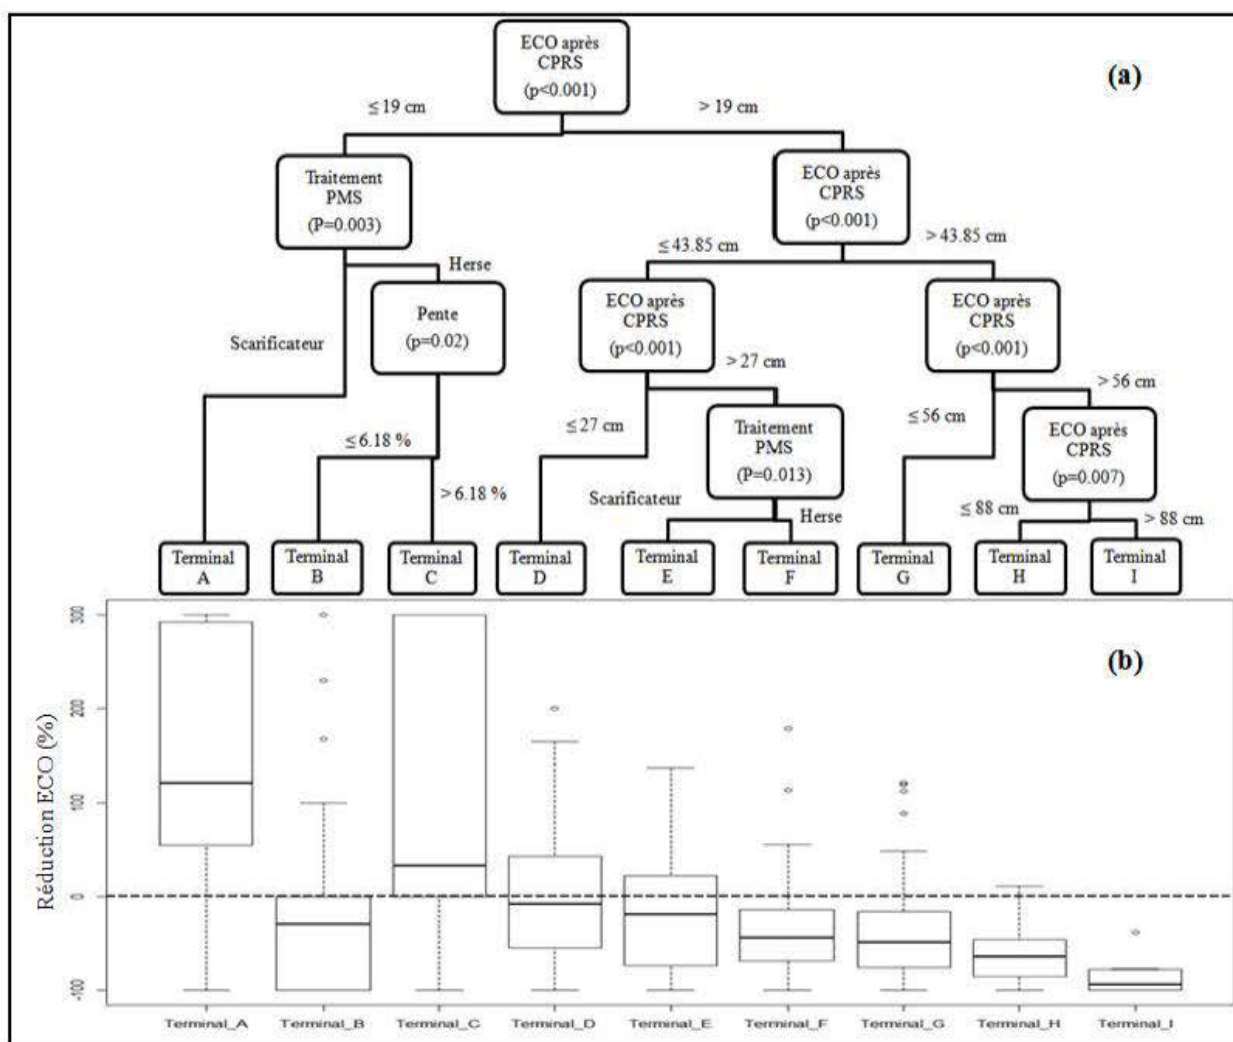 ECO après
CPRS
(p<0.001)
(a)
≤ 19 cm
> 19 cm
Traitement
PMS
(P=0.003)
ECO après
CPRS
(p<0.001)
≤ 43.85 cm
> 43.85 cm
Herse
Pente
(p=0.02)
ECO après
CPRS
(p<0.001)
ECO après
CPRS
(p<0.001)
Scarificateur
> 27 cm
> 56 cm
≤ 27 cm
≤ 56 cm
Traitement
PMS
(P=0.013)
ECO après
CPRS
(p=0.007)
≤ 6.18 %
> 6.18 %
Scarificateur
Herse
≤ 88 cm
> 88 cm
Terminal
A
Terminal
B
Terminal
C
Terminal
D
Terminal
E
Terminal
F
Terminal
G
Terminal
H
Terminal
I
(b)
Réduction ECO (%)
300
200
100
0
-100
Terminal_A
Terminal_B
Terminal_C
Terminal_D
Terminal_E
Terminal_F
Terminal_G
Terminal_H
Terminal_I